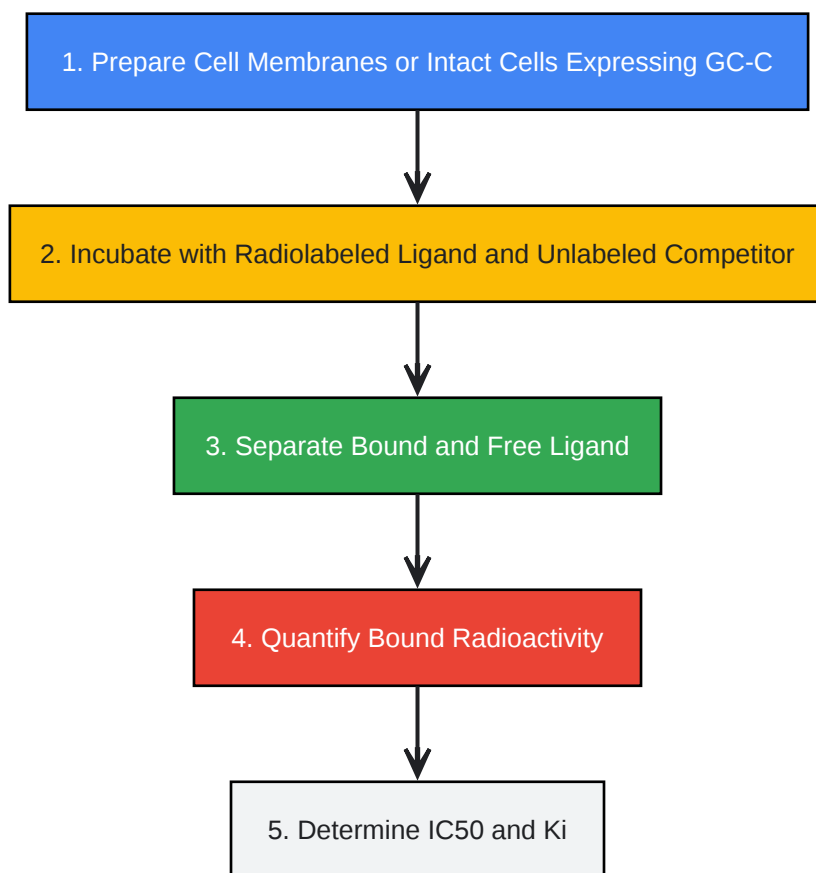 1. Prepare Cell Membranes or Intact Cells Expressing GC-C
2. Incubate with Radiolabeled Ligand and Unlabeled Competitor
3. Separate Bound and Free Ligand
4. Quantify Bound Radioactivity
5. Determine IC50 and Ki